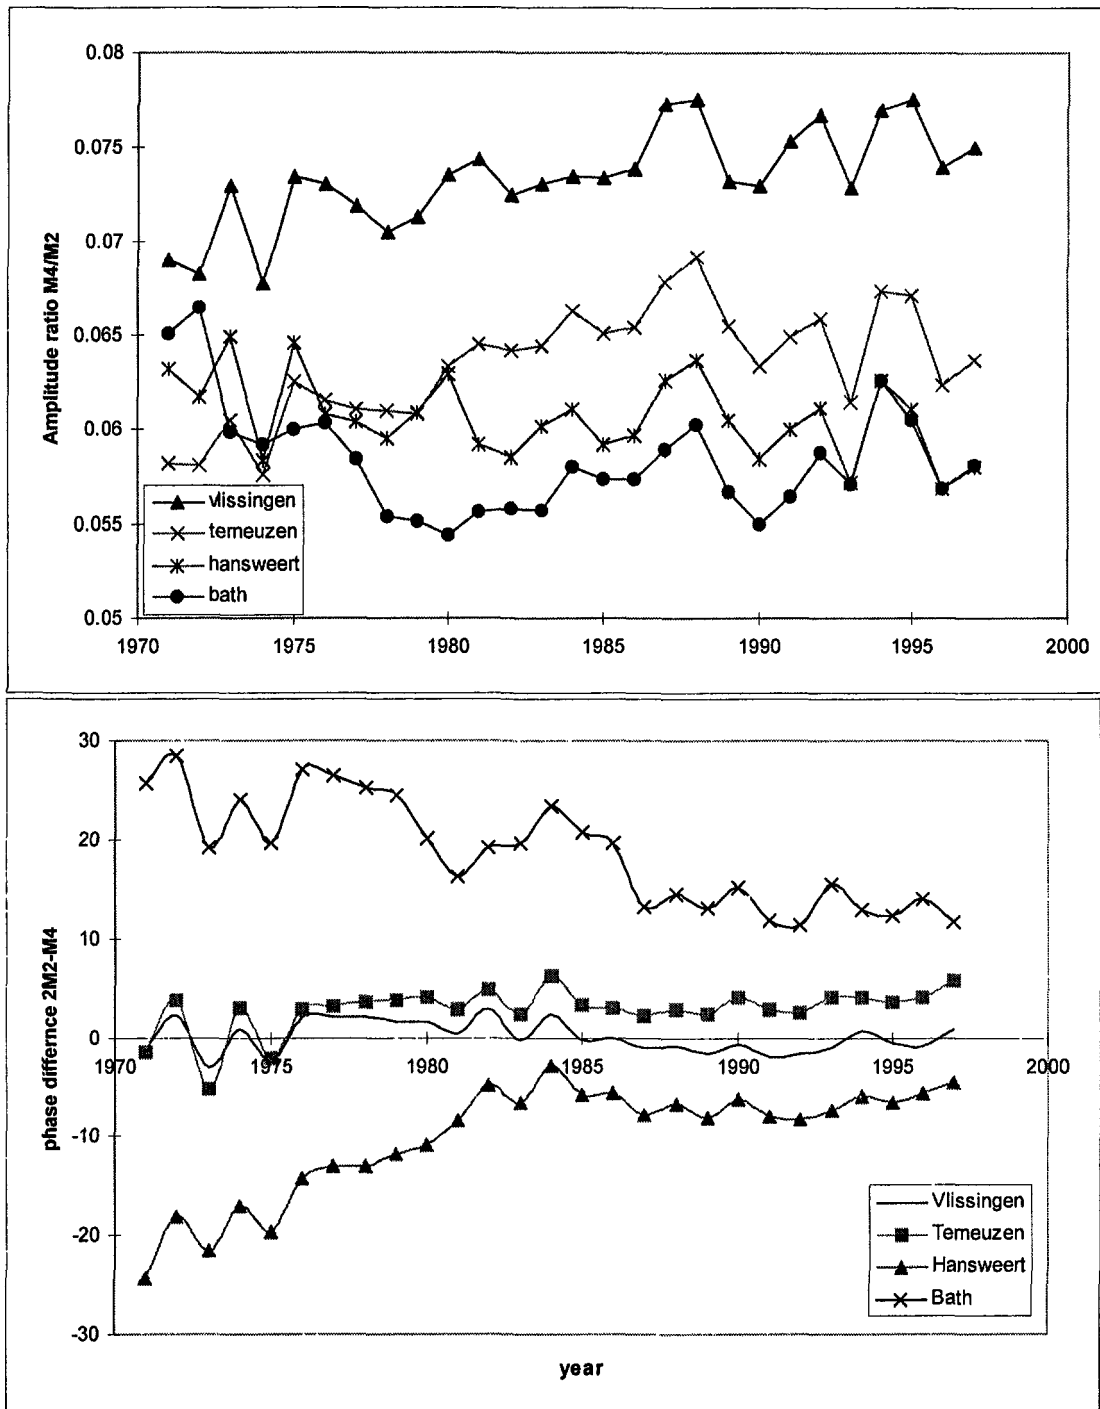 0.08
0.075
0.07
0.065
0.06
0.055
0.05
Amplitude ratio M4/M2
vlissingen
terneuzen
hansweert
bath
1970 1975 1980 1985 1990 1995 2000
30
20
10
0
-10
-20
-30
phase differnce 2M2-M4
1970 1975 1980 1985 1990 1995 2000
Vlissingen
Terneuzen
Hansweert
Bath
year